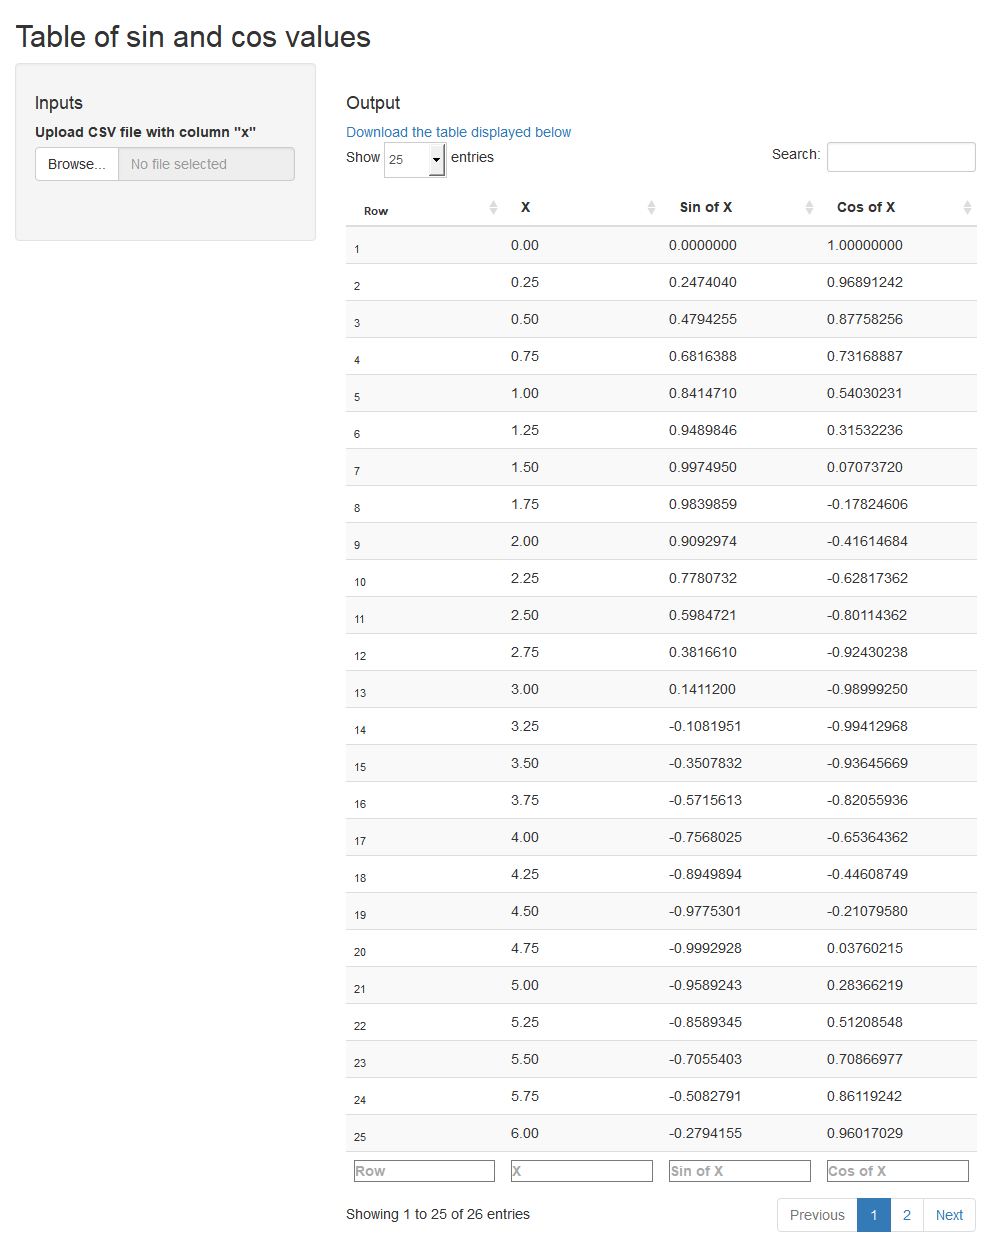 Table of sin and cos values
Inputs
Upload CSV file with column "x"
Browse... No file selected
Output
Download the table displayed below
Show 25 entries Search:
Row X Sin of X Cos of X
1 0.00 0.0000000 1.00000000
2 0.25 0.2474040 0.96891242
3 0.50 0.4794255 0.87758256
4 0.75 0.6816388 0.73168887
5 1.00 0.8414710 0.54030231
6 1.25 0.9489846 0.31532236
7 1.50 0.9974950 0.07073720
8 1.75 0.9839859 -0.17824606
9 2.00 0.9092974 -0.41614684
10 2.25 0.7780732 -0.62817362
11 2.50 0.5984721 -0.80114362
12 2.75 0.3816610 -0.92430238
13 3.00 0.1411200 -0.98999250
14 3.25 -0.1081951 -0.99412968
15 3.50 -0.3507832 -0.93645669
16 3.75 -0.5715613 -0.82055936
17 4.00 -0.7568025 -0.65364362
18 4.25 -0.8949894 -0.44608749
19 4.50 -0.9775301 -0.21079580
20 4.75 -0.9992928 0.03760215
21 5.00 -0.9589243 0.28366219
22 5.25 -0.8589345 0.51208548
23 5.50 -0.7055403 0.70866977
24 5.75 -0.5082791 0.86119242
25 6.00 -0.2794155 0.96017029
Row X Sin of X Cos of X
Showing 1 to 25 of 26 entries Previous 1 2 Next